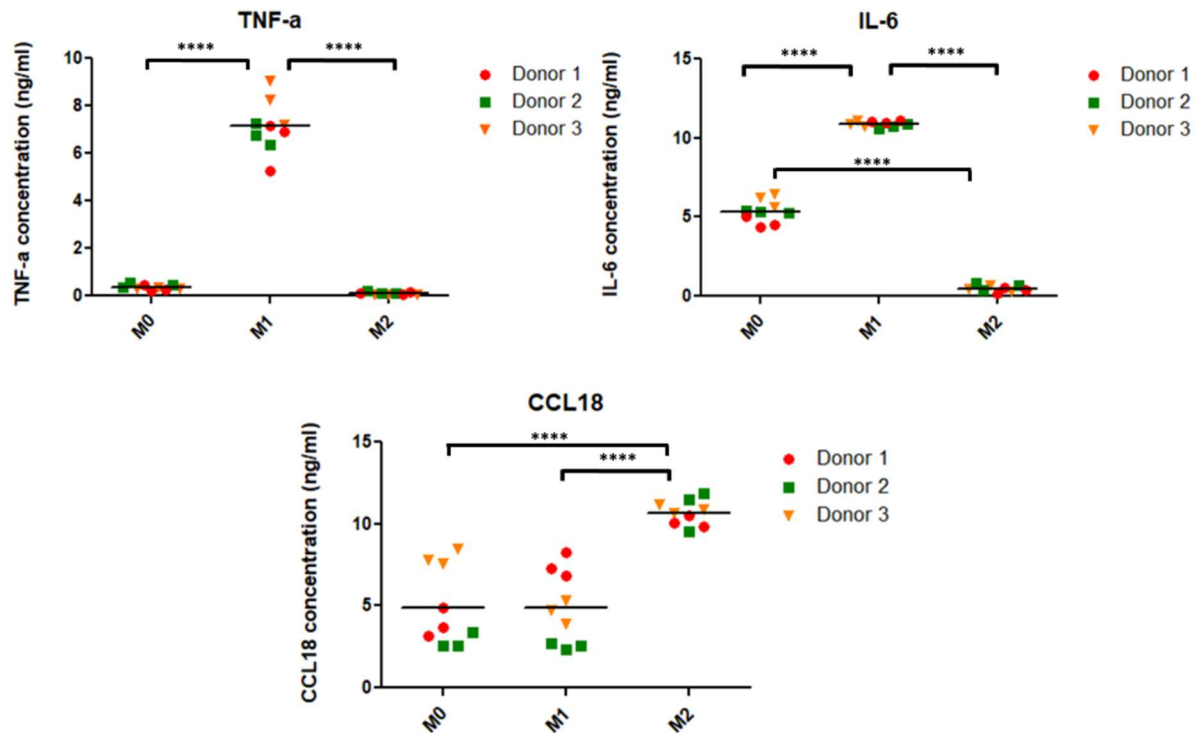 TNF-a
TNF-a concentration (ng/ml)
10
8
6
4
2
0
****
****
M0
M1
M2
Donor 1
Donor 2
Donor 3
IL-6
IL-6 concentration (ng/ml)
15
10
5
0
****
****
****
M0
M1
M2
Donor 1
Donor 2
Donor 3
CCL18
CCL18 concentration (ng/ml)
15
10
5
0
****
****
M0
M1
M2
Donor 1
Donor 2
Donor 3